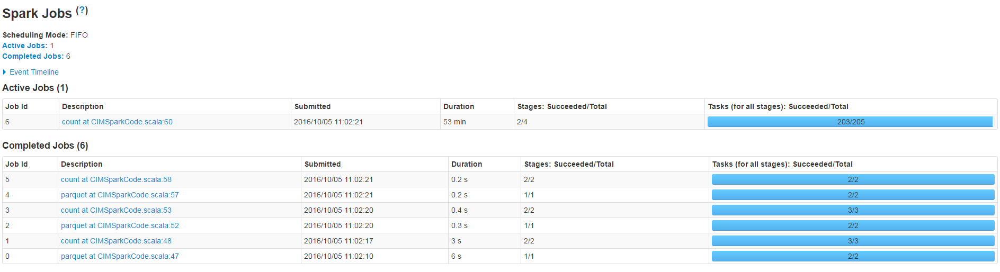 Spark Jobs (?)
Scheduling Mode: FIFO
Active Jobs: 1
Completed Jobs: 6
Event Timeline
Active Jobs (1)
Job Id Description Submitted Duration Stages: Succeeded/Total Tasks (for all stages): Succeeded/Total
6 count at CIMSparkCode.scala:60 2016/10/05 11:02:21 53 min 2/4 203/205
Completed Jobs (6)
Job Id Description Submitted Duration Stages: Succeeded/Total Tasks (for all stages): Succeeded/Total
5 count at CIMSparkCode.scala:58 2016/10/05 11:02:21 0.2 s 2/2 2/2
4 parquet at CIMSparkCode.scala:57 2016/10/05 11:02:21 0.2 s 1/1 2/2
3 count at CIMSparkCode.scala:53 2016/10/05 11:02:20 0.4 s 2/2 3/3
2 parquet at CIMSparkCode.scala:52 2016/10/05 11:02:20 0.3 s 1/1 2/2
1 count at CIMSparkCode.scala:48 2016/10/05 11:02:17 3 s 2/2 3/3
0 parquet at CIMSparkCode.scala:47 2016/10/05 11:02:10 6 s 1/1 2/2